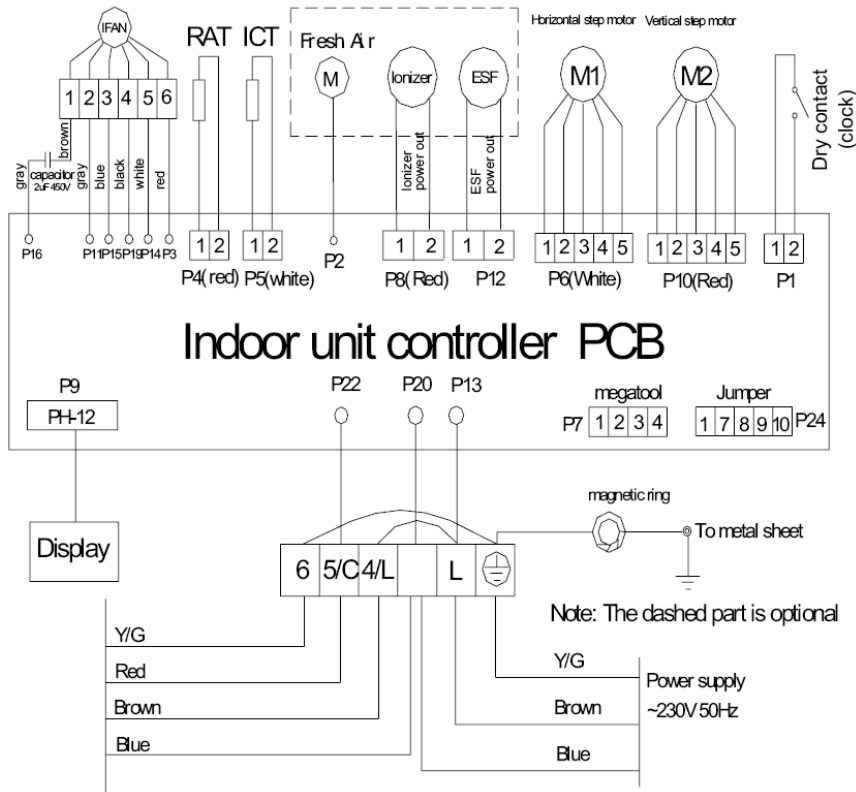 IFAN
RAT ICT
Fresh Air
Horizontal step motor Vertical step motor
M
Ionizer
ESF
M1
M2
1 2 3 4 5 6
brown
gray
capacitor
2uF 450V
gray
blue
black
white
red
Ionizer
power out
ESF
power out
Dry contact
(clock)
P16
P11 P15 P19 P14 P3
1 2
P4(red)
1 2
P5(white)
P2
1 2
P8(Red)
1 2
P12
1 2 3 4 5
P6(White)
1 2 3 4 5
P10(Red)
1 2
P1
Indoor unit controller PCB
P9
PH-12
P22 P20 P13
megatool
P7 1 2 3 4
Jumper
1 7 8 9 10 P24
Display
magnetic ring
To metal sheet
6 5/C 4/L L
Note: The dashed part is optional
Y/G
Red
Brown
Blue
Y/G
Brown
Blue
Power supply
~230V 50Hz